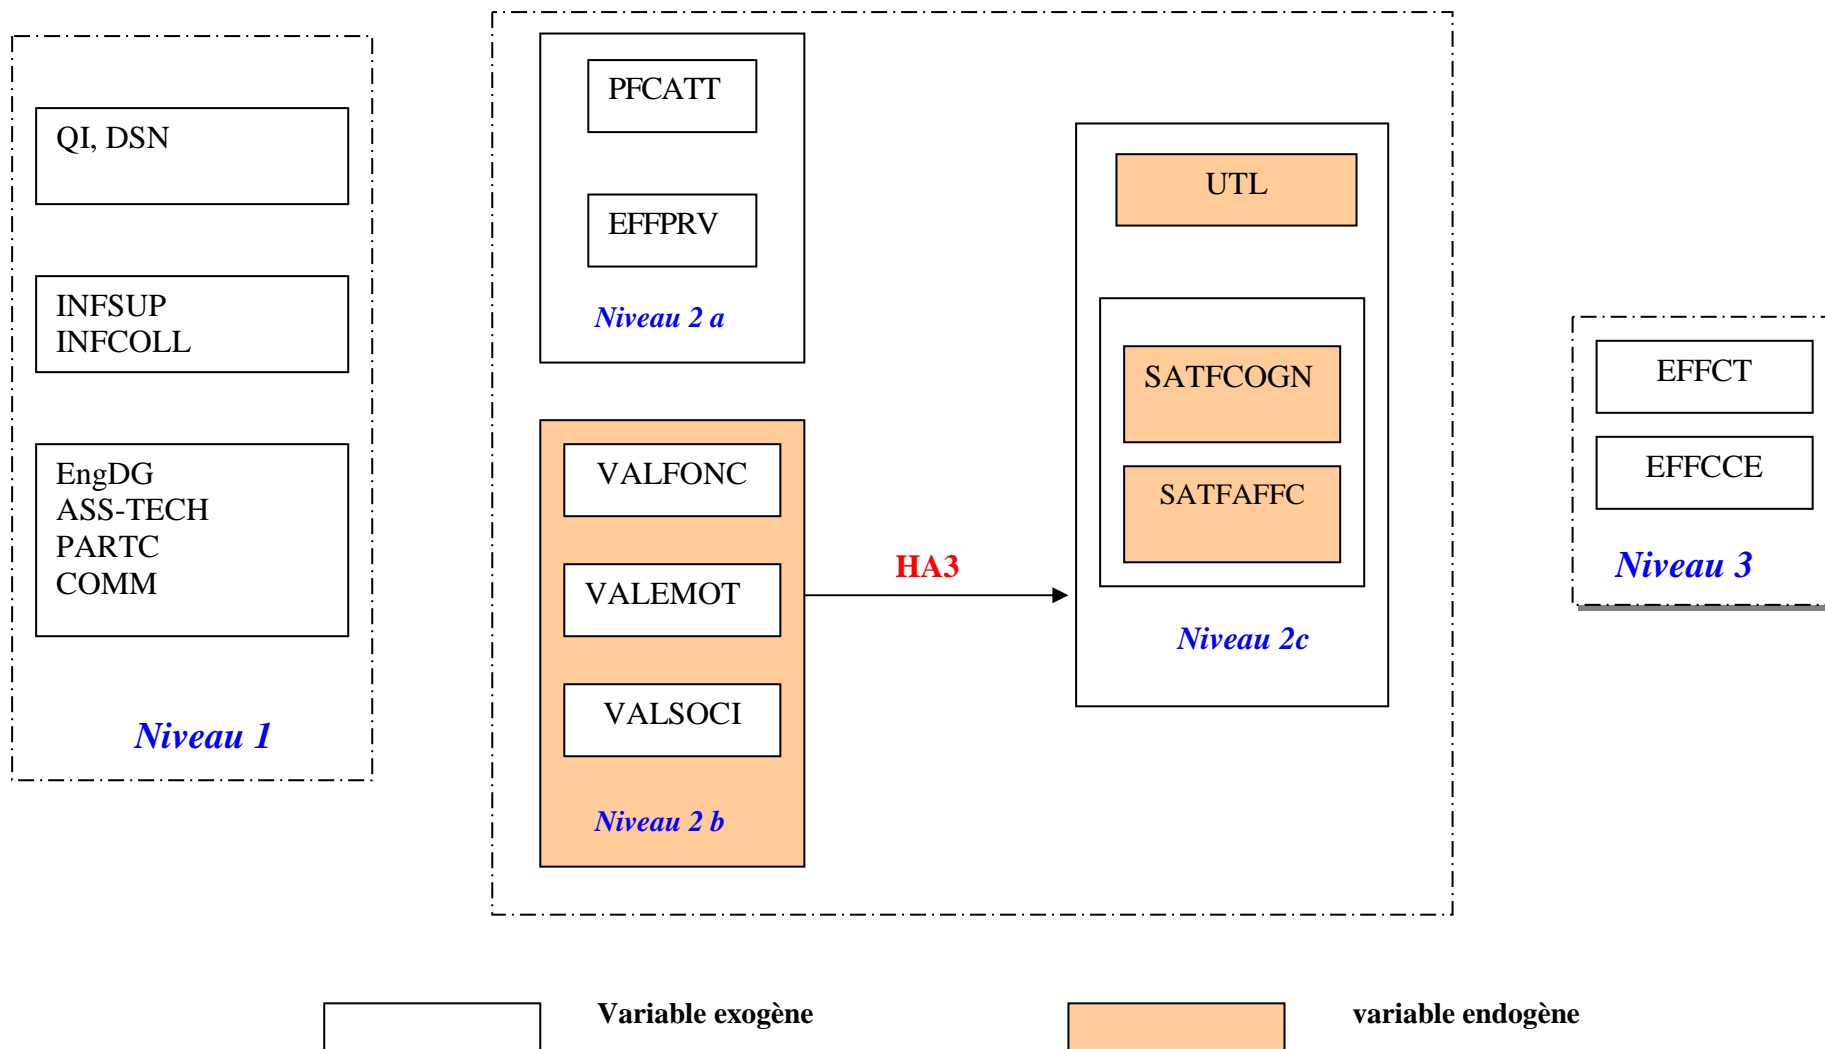 QI, DSN
INFSUP
INFCOLL
EngDG
ASS-TECH
PARTC
COMM
Niveau 1
PFCATT
EFFPRV
Niveau 2 a
VALFONC
VALEMOT
VALSOCI
Niveau 2 b
HA3
UTL
SATFCOGN
SATFAFFC
Niveau 2c
EFFCT
EFFCCE
Niveau 3
Variable exogène
variable endogène